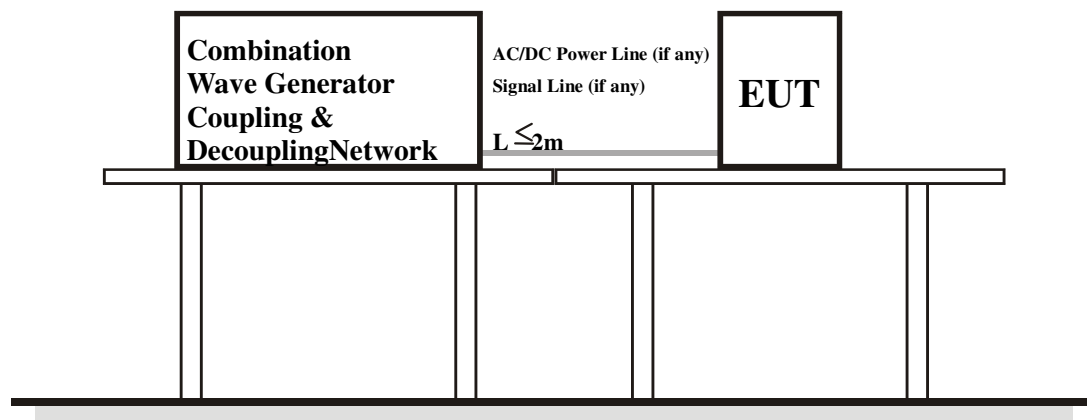 Combination
Wave Generator
Coupling &
DecouplingNetwork
AC/DC Power Line (if any)
Signal Line (if any)
L ≤2m
EUT